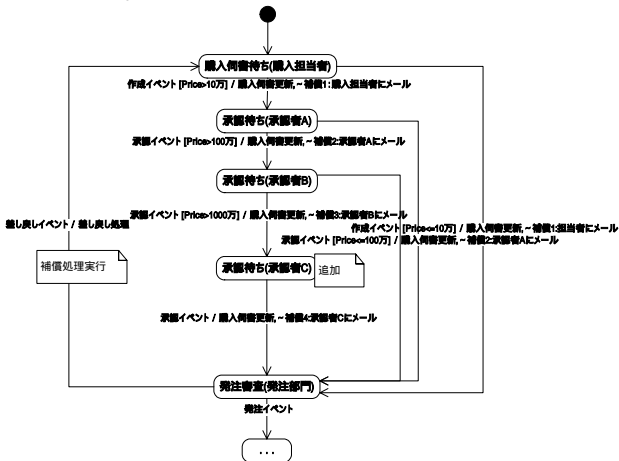 購入伺書待ち(購入担当者)
作成イベント [Price>10万] / 購入伺書更新, ~ 補償1: 購入担当者にメール
承認待ち(承認者A)
承認イベント [Price>100万] / 購入伺書更新, ~ 補償2:承認者Aにメール
承認待ち(承認者B)
承認イベント [Price>1000万] / 購入伺書更新, ~ 補償3:承認者Bにメール
差し戻しイベント / 差し戻し処理
作成イベント [Price<=10万] / 購入伺書更新, ~ 補償1:担当者にメール
承認イベント [Price<=100万] / 購入伺書更新, ~ 補償2:承認者Aにメール
補償処理実行
承認待ち(承認者C)
追加
承認イベント / 購入伺書更新, ~ 補償4:承認者Cにメール
発注審査(発注部門)
発注イベント
...